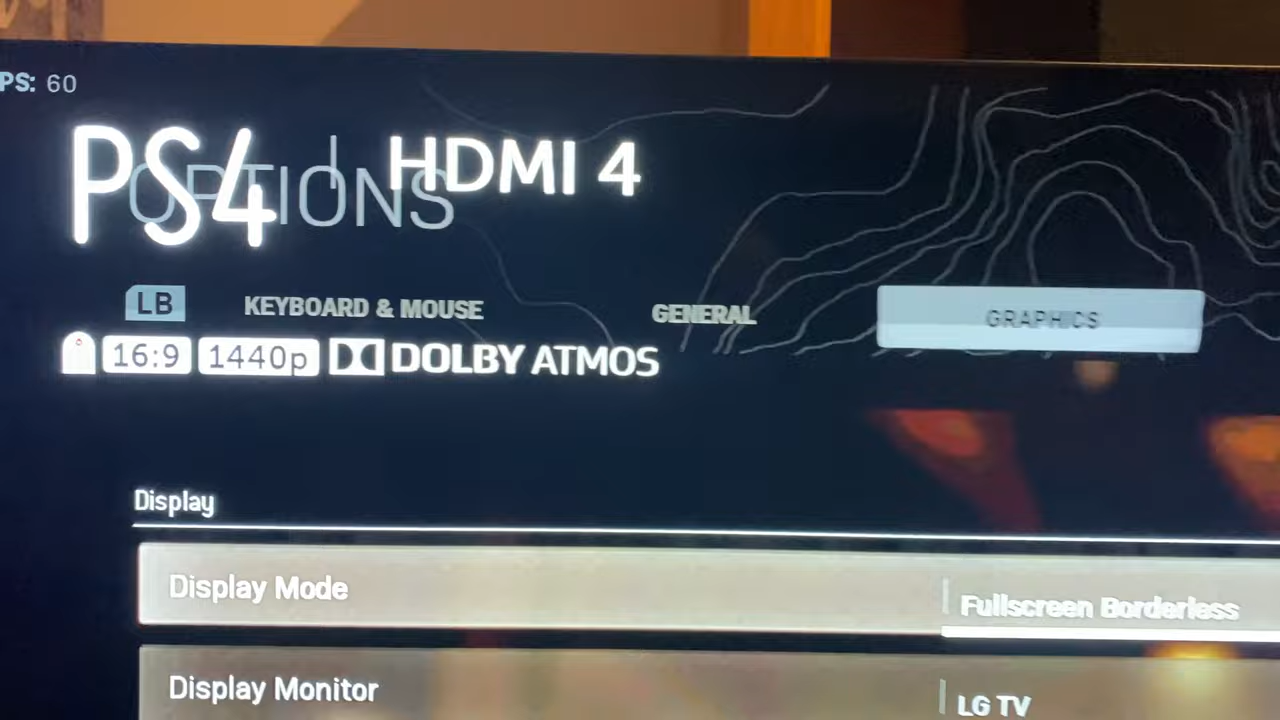 PS: 60
PS4 | HDMI 4
OPTIONS
LB KEYBOARD & MOUSE GENERAL GRAPHICS
16:9 1440p DOLBY ATMOS
Display
Display Mode Fullscreen Borderless
Display Monitor LG TV